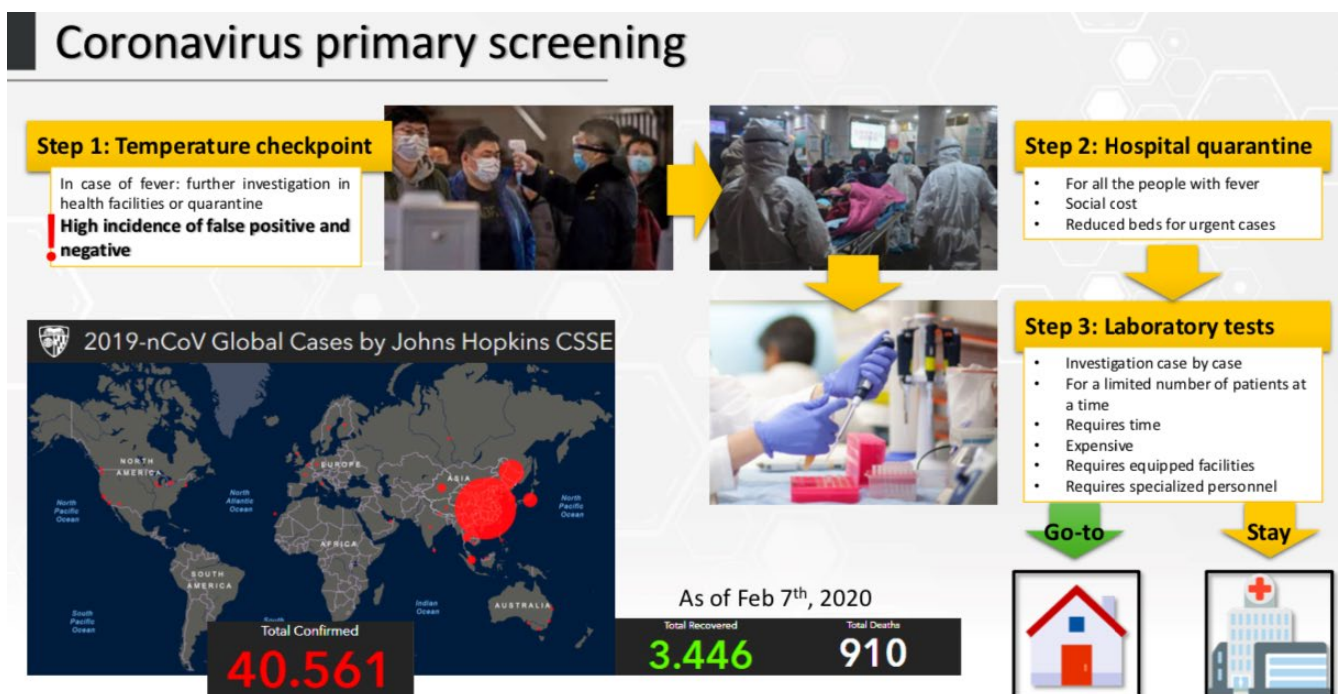 Coronavirus primary screening
Step 1: Temperature checkpoint
In case of fever: further investigation in
health facilities or quarantine
! High incidence of false positive and
negative
Step 2: Hospital quarantine
• For all the people with fever
• Social cost
• Reduced beds for urgent cases
Step 3: Laboratory tests
• Investigation case by case
• For a limited number of patients at
a time
• Requires time
• Expensive
• Requires equipped facilities
• Requires specialized personnel
Go-to
Stay
2019-nCoV Global Cases by Johns Hopkins CSSE
NORTH
AMERICA
EUROPE
ASIA
North
Pacific
Ocean
North
Atlantic
Ocean
North
Pacific
Ocean
AFRICA
SOUTH
AMERICA
South
Pacific
Ocean
South
Indian
Ocean
AUSTRALIA
Total Confirmed
40.561
As of Feb 7th, 2020
Total Recovered
3.446
Total Deaths
910